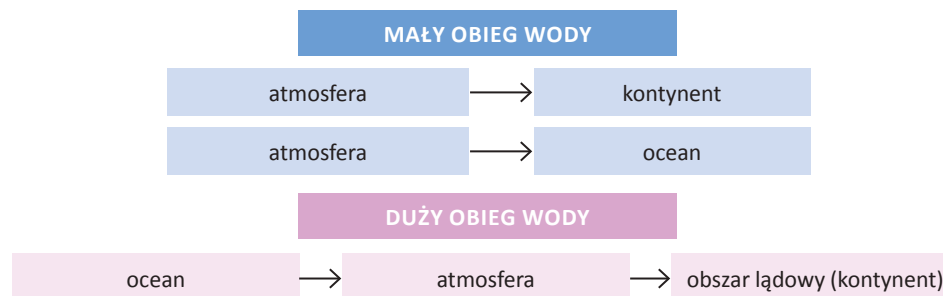 MAŁY OBIEG WODY
atmosfera → kontynent
atmosfera → ocean
DUŻY OBIEG WODY
ocean → atmosfera → obszar lądowy (kontynent)